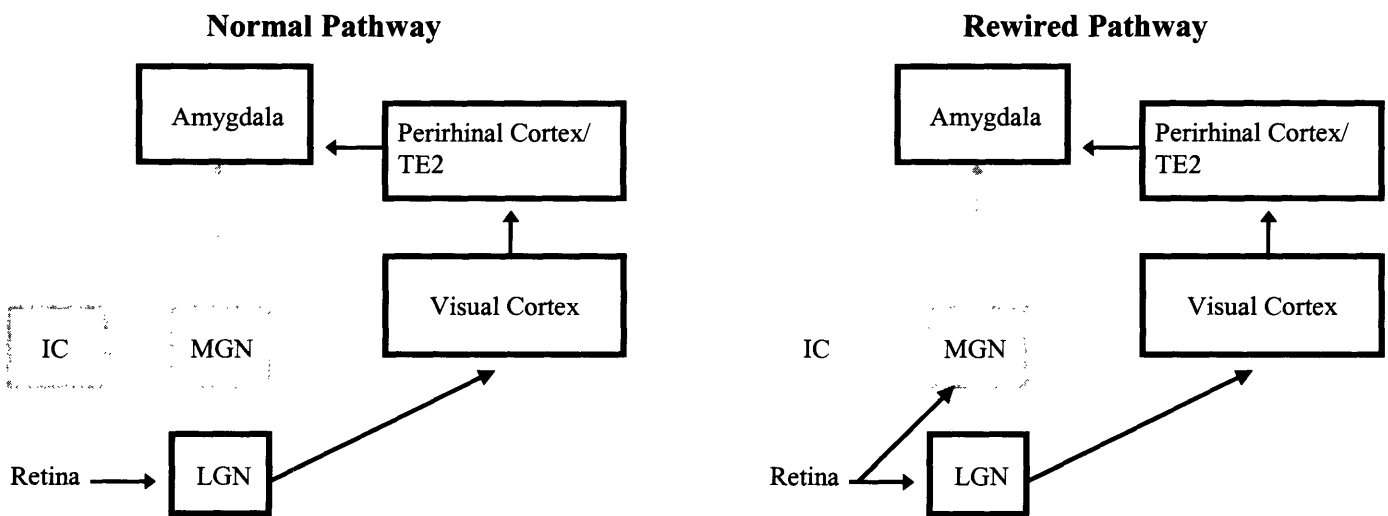 Normal Pathway
Amygdala
Perirhinal Cortex/
TE2
Visual Cortex
IC
MGN
Retina
LGN
Rewired Pathway
Amygdala
Perirhinal Cortex/
TE2
Visual Cortex
IC
MGN
Retina
LGN